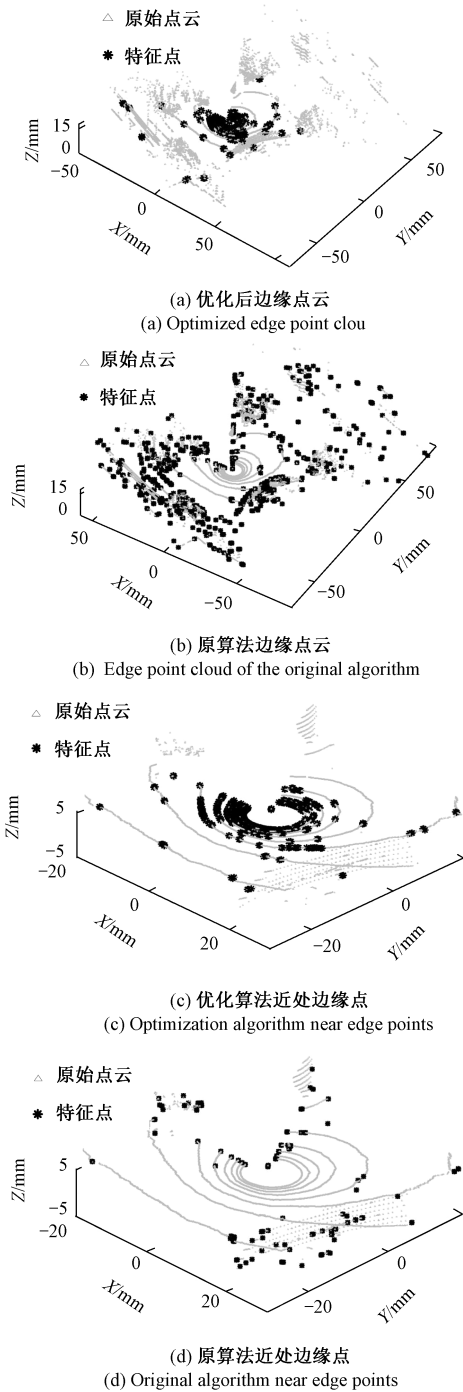 原始点云
特征点
Z/mm
15
0
−50
0
50
X/mm
−50
0
50
Y/mm
(a) 优化后边缘点云
(a) Optimized edge point clou
原始点云
特征点
Z/mm
15
0
50
0
−50
X/mm
−50
0
50
Y/mm
(b) 原算法边缘点云
(b) Edge point cloud of the original algorithm
原始点云
特征点
Z/mm
5
−5
−20
0
20
X/mm
−20
0
Y/mm
(c) 优化算法近处边缘点
(c) Optimization algorithm near edge points
原始点云
特征点
Z/mm
5
−5
−20
0
20
X/mm
−20
0
Y/mm
(d) 原算法近处边缘点
(d) Original algorithm near edge points